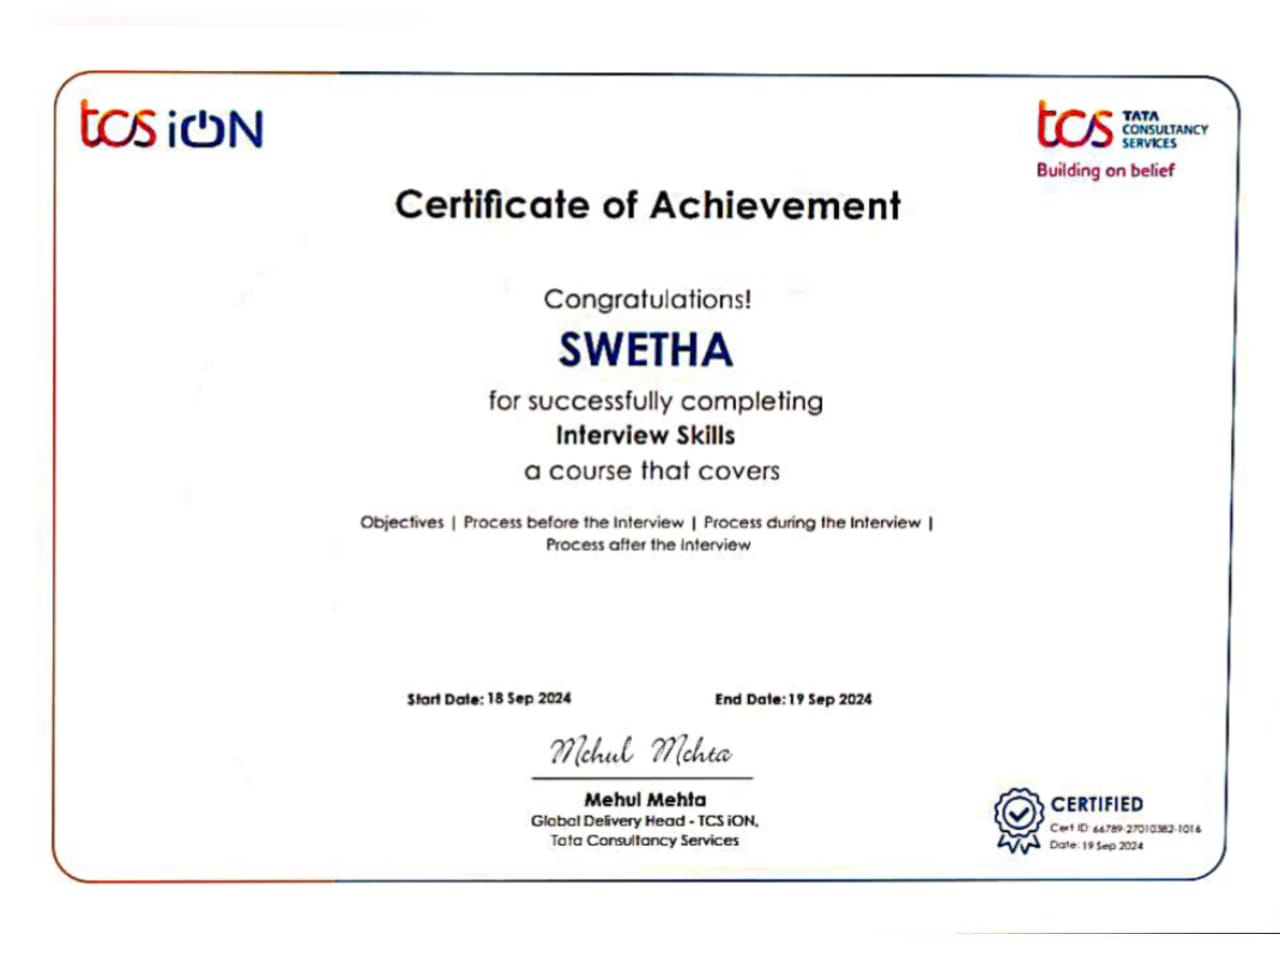 tcs iON
tcs TATA CONSULTANCY SERVICES
Building on belief
Certificate of Achievement
Congratulations!
SWETHA
for successfully completing
Interview Skills
a course that covers
Objectives | Process before the Interview | Process during the Interview |
Process after the Interview
Start Date: 18 Sep 2024
End Date: 19 Sep 2024
Mehul Mehta
Mehul Mehta
Global Delivery Head - TCS iON,
Tata Consultancy Services
CERTIFIED
Cert ID: 66789-27010382-1016
Date: 19 Sep 2024